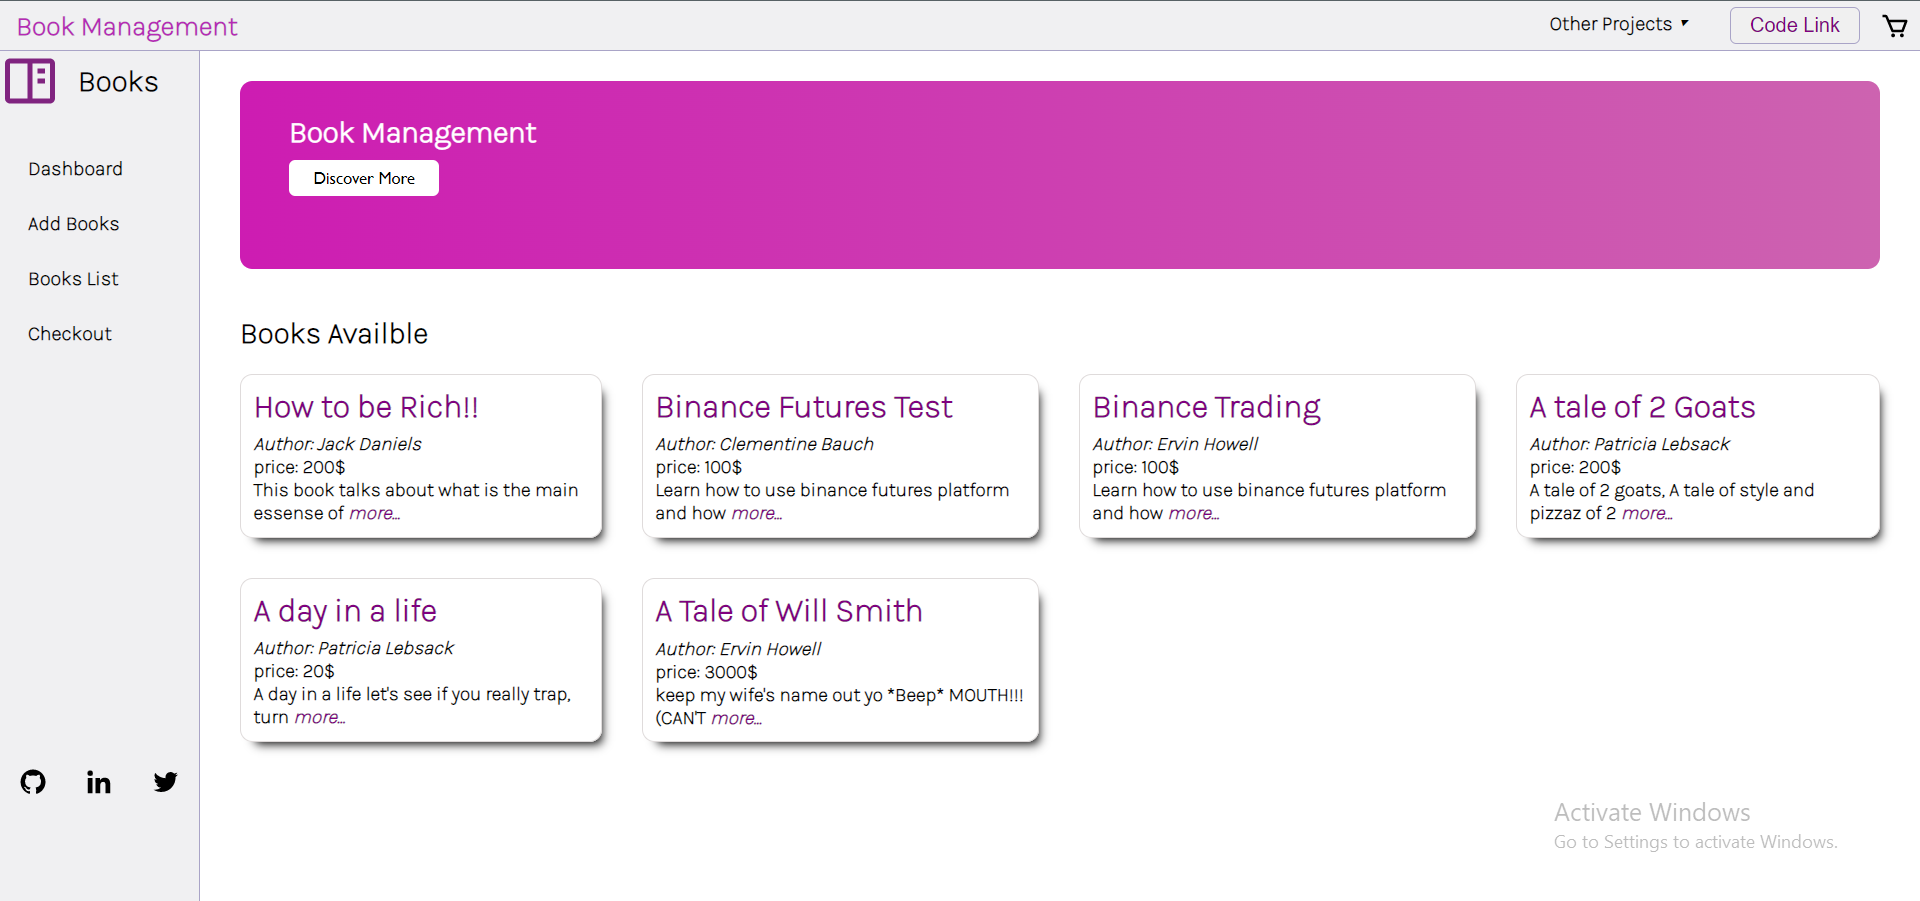 Book Management
Other Projects
Code Link
Books
Dashboard
Add Books
Books List
Checkout
Book Management
Discover More
Books Availble
How to be Rich!!
Author: Jack Daniels
price: 200$
This book talks about what is the main
essense of more...
Binance Futures Test
Author: Clementine Bauch
price: 100$
Learn how to use binance futures platform
and how more...
Binance Trading
Author: Ervin Howell
price: 100$
Learn how to use binance futures platform
and how more...
A tale of 2 Goats
Author: Patricia Lebsack
price: 200$
A tale of 2 goats, A tale of style and
pizzaz of 2 more...
A day in a life
Author: Patricia Lebsack
price: 20$
A day in a life let's see if you really trap,
turn more...
A Tale of Will Smith
Author: Ervin Howell
price: 3000$
keep my wife's name out yo *Beep* MOUTH!!!
(CAN'T more...
in
Activate Windows
Go to Settings to activate Windows.